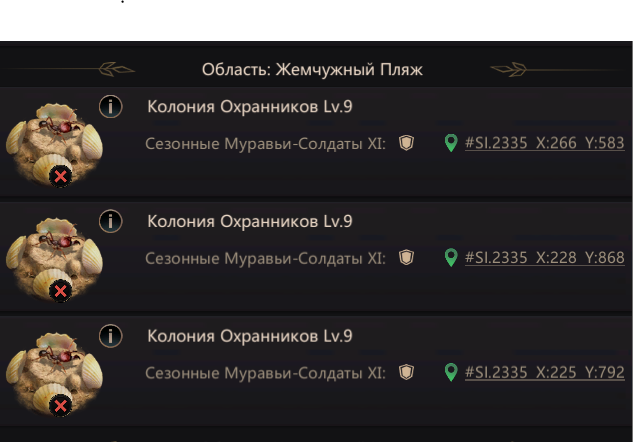 Область: Жемчужный Пляж
Колония Охранников Lv.9
Сезонные Муравьи-Солдаты XI: #SI.2335 X:266 Y:583
Колония Охранников Lv.9
Сезонные Муравьи-Солдаты XI: #SI.2335 X:228 Y:868
Колония Охранников Lv.9
Сезонные Муравьи-Солдаты XI: #SI.2335 X:225 Y:792